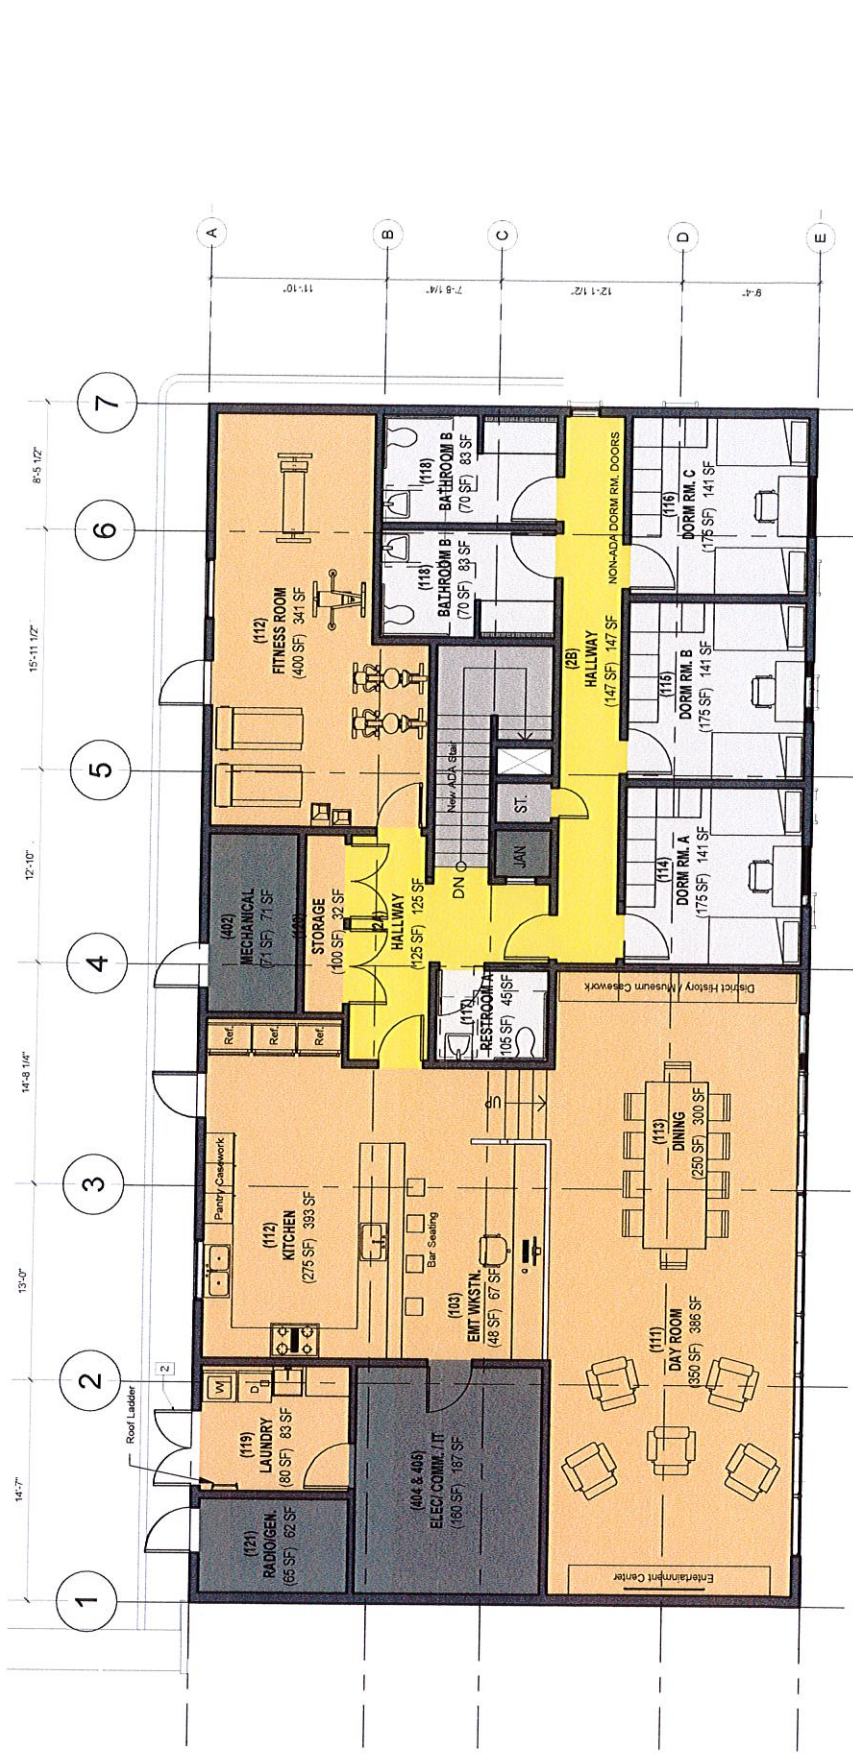 14'-7"
13'-0"
14'-8 1/4"
12'-10"
15'-11 1/2"
8'-5 1/2"
1
2
3
4
5
6
7
A
B
C
D
E
11'-10"
7'-8 1/4"
12'-1 1/2"
9'-4"
Roof Ladder
2
(121)
RADIO/GEN.
(65 SF) 62 SF
(119)
LAUNDRY
(80 SF) 83 SF
W
D
(404 & 405)
ELEC/ COMM. / IT
(160 SF) 187 SF
(112)
KITCHEN
(275 SF) 393 SF
Pantry Casework
Ref.
Ref.
Ref.
Bar Seating
(103)
EMT WKSTN.
(48 SF) 67 SF
UP
(402)
MECHANICAL
(71 SF) 71 SF
STORAGE
(100 SF) 32 SF
HALLWAY
(125 SF) 125 SF
(117)
RESTROOM A
(105 SF) 45 SF
DN
New ADA Stair
JAN
ST.
(112)
FITNESS ROOM
(400 SF) 341 SF
(118)
BATHROOM B
(70 SF) 83 SF
(118)
BATHROOM B
(70 SF) 83 SF
(2B)
HALLWAY
(147 SF) 147 SF
NON-ADA DORM RM. DOORS
(114)
DORM RM. A
(175 SF) 141 SF
(115)
DORM RM. B
(175 SF) 141 SF
(116)
DORM RM. C
(175 SF) 141 SF
District History / Museum Casework
(113)
DINING
(250 SF) 300 SF
(111)
DAY ROOM
(350 SF) 386 SF
Entertainment Center